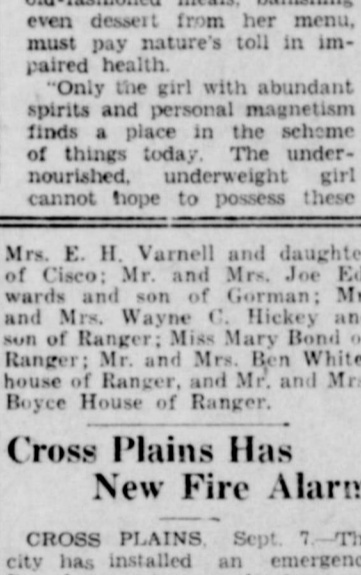 old-fashioned meals, banishing
even dessert from her menu,
must pay nature's toll in im-
paired health.
"Only the girl with abundant
spirits and personal magnetism
finds a place in the scheme
of things today. The under-
nourished, underweight girl
cannot hope to possess these
Mrs. E. H. Varnell and daughte
of Cisco; Mr. and Mrs. Joe Ed
wards and son of Gorman; Mr
and Mrs. Wayne C. Hickey an
son of Ranger; Miss Mary Bond o
Ranger; Mr. and Mrs. Ben White
house of Ranger, and Mr. and Mr
Boyce House of Ranger.
Cross Plains Has
New Fire Alarm
CROSS PLAINS, Sept. 7.—Th
city has installed an emergenc